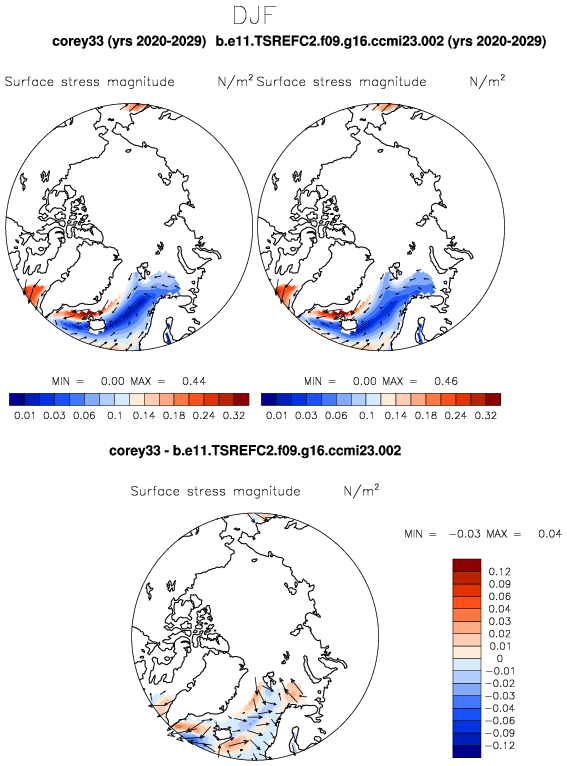 DJF
corey33 (yrs 2020-2029) b.e11.TSREFC2.f09.g16.ccmi23.002 (yrs 2020-2029)
Surface stress magnitude N/m² Surface stress magnitude N/m²
MIN = 0.00 MAX = 0.44 MIN = 0.00 MAX = 0.46
0.01 0.03 0.06 0.1 0.14 0.18 0.24 0.32 0.01 0.03 0.06 0.1 0.14 0.18 0.24 0.32
corey33 - b.e11.TSREFC2.f09.g16.ccmi23.002
Surface stress magnitude N/m²
MIN = -0.03 MAX = 0.04
0.12
0.09
0.06
0.04
0.03
0.02
0.01
0
-0.01
-0.02
-0.03
-0.04
-0.06
-0.09
-0.12